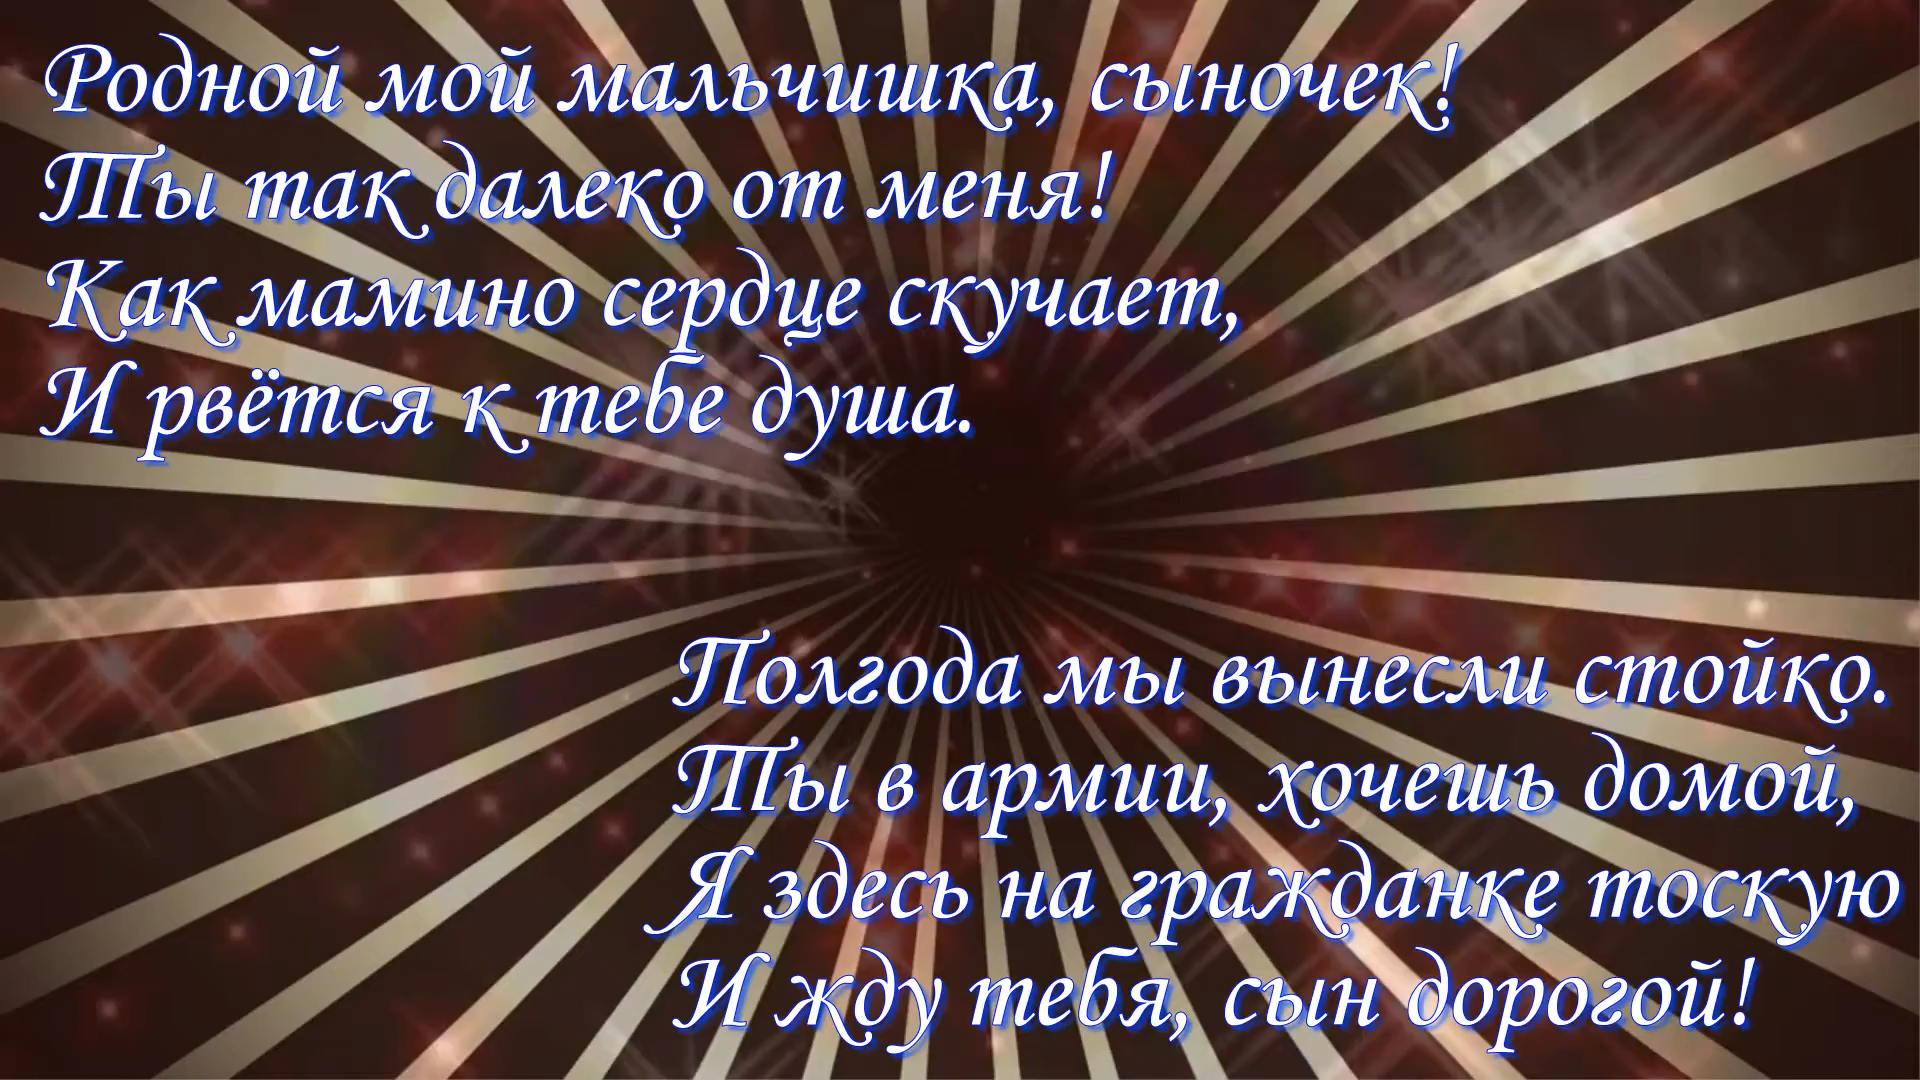 Родной мой мальчишка, сыночек!
Ты так далеко от меня!
Как мамино сердце скучает,
И рвётся к тебе душа.
Полгода мы вынесли стойко.
Ты в армии, хочешь домой,
Я здесь на гражданке тоскую
И жду тебя, сын дорогой!